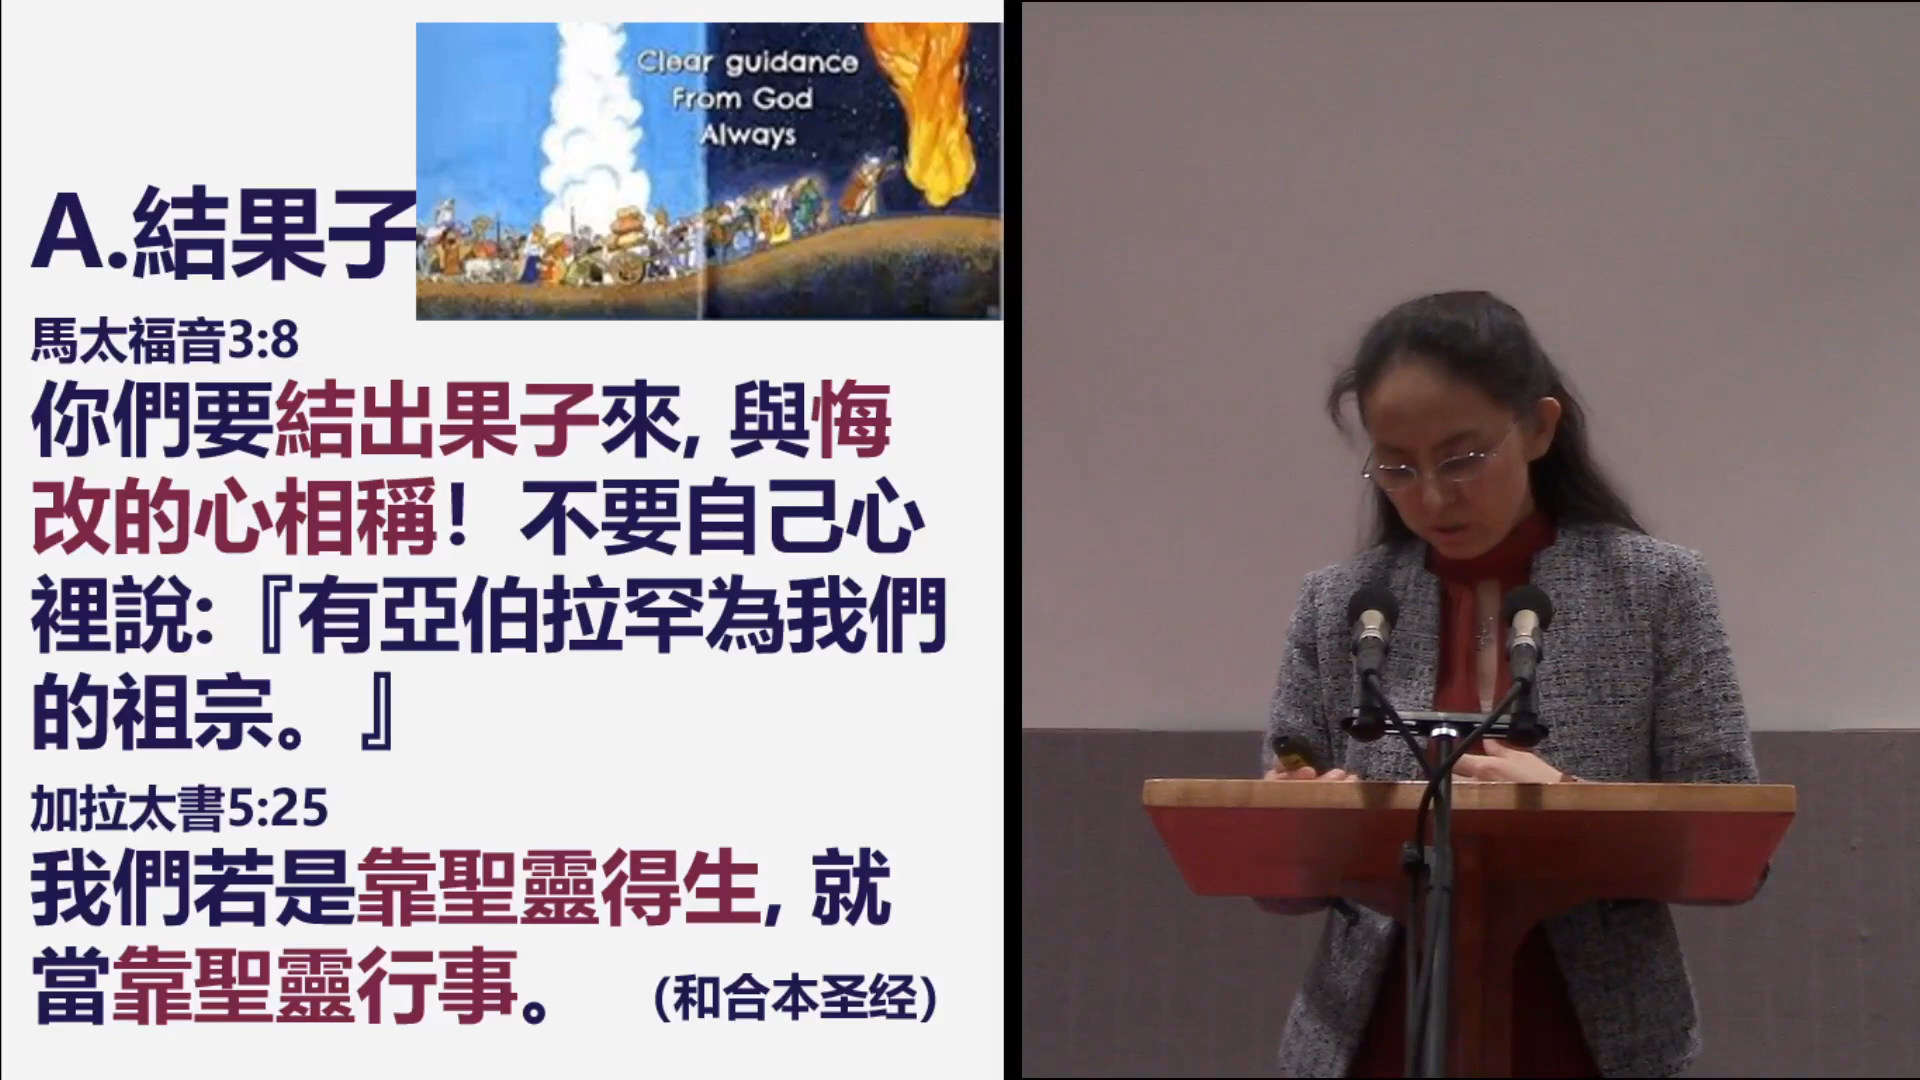 Clear guidance
From God
Always
A.結果子
馬太福音3:8
你們要結出果子來, 與悔
改的心相稱！不要自己心
裡說:『有亞伯拉罕為我們
的祖宗。』
加拉太書5:25
我們若是靠聖靈得生, 就
當靠聖靈行事。 (和合本圣经)